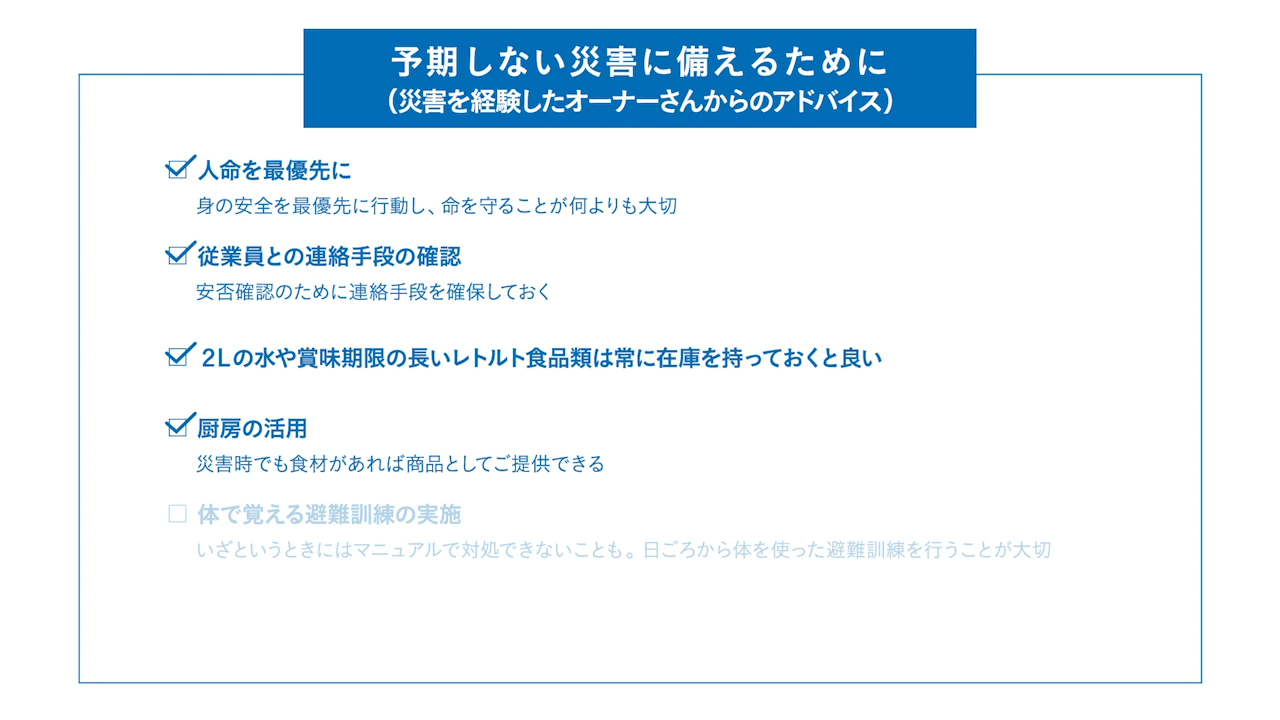 予期しない災害に備えるために
（災害を経験したオーナーさんからのアドバイス）
人命を最優先に
身の安全を最優先に行動し、命を守ることが何よりも大切
従業員との連絡手段の確認
安否確認のために連絡手段を確保しておく
2Lの水や賞味期限の長いレトルト食品類は常に在庫を持っておくと良い
厨房の活用
災害時でも食材があれば商品としてご提供できる
体で覚える避難訓練の実施
いざというときにはマニュアルで対処できないことも。日ごろから体を使った避難訓練を行うことが大切